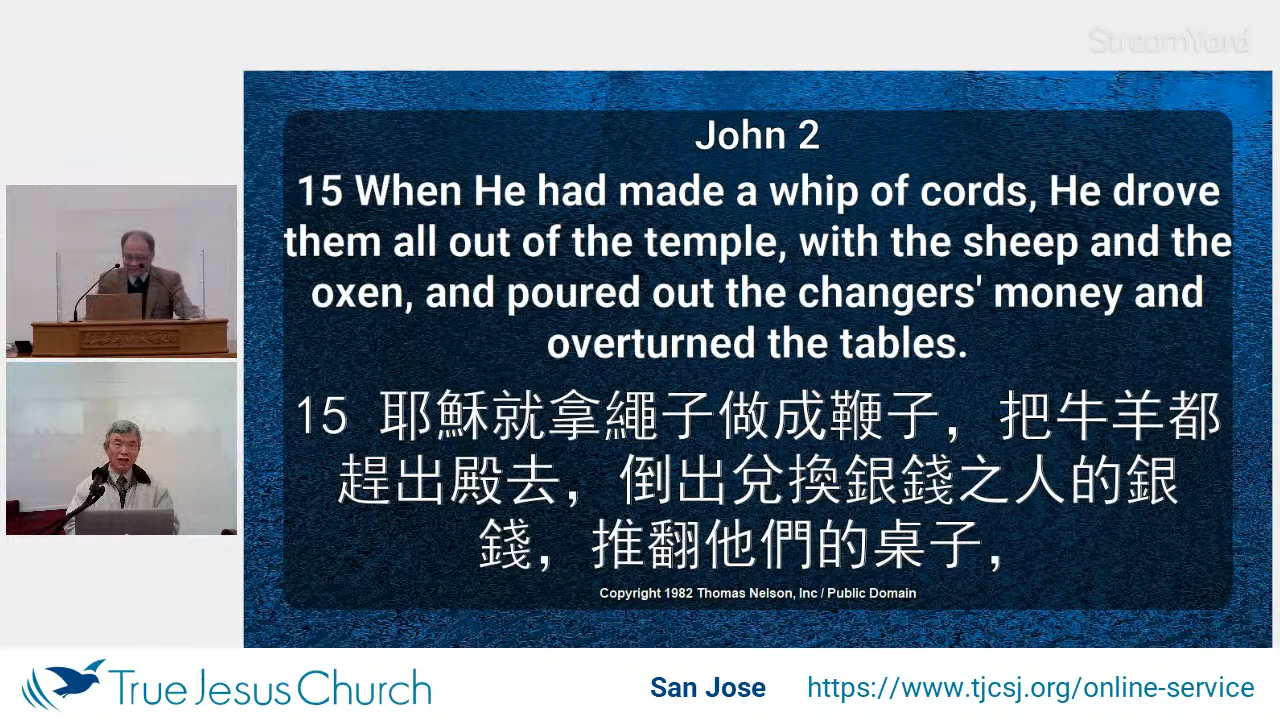 StreamYard
John 2
15 When He had made a whip of cords, He drove
them all out of the temple, with the sheep and the
oxen, and poured out the changers' money and
overturned the tables.
15 耶穌就拿繩子做成鞭子，把牛羊都
趕出殿去，倒出兌換銀錢之人的銀
錢，推翻他們的桌子，
Copyright 1982 Thomas Nelson, Inc / Public Domain
True Jesus Church
San Jose https://www.tjcsj.org/online-service